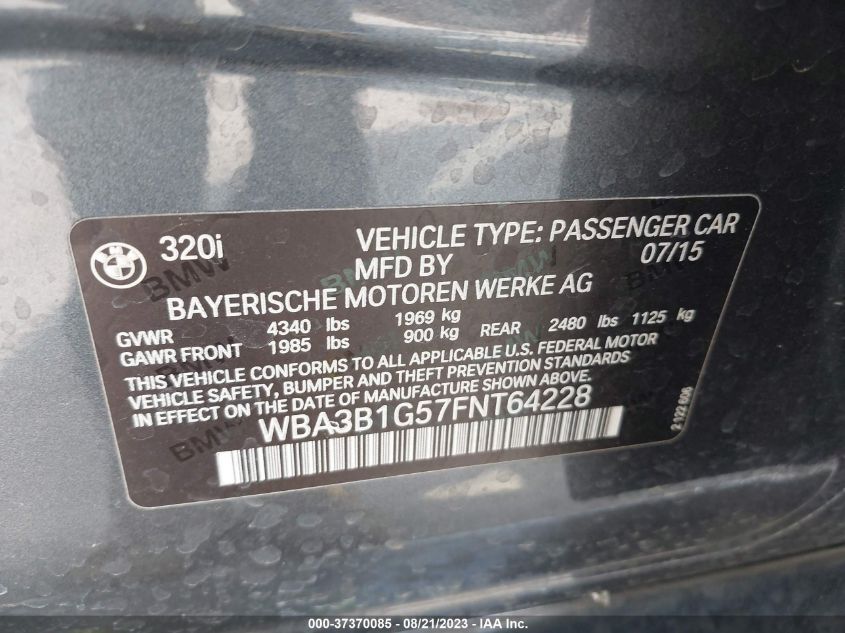 320i VEHICLE TYPE: PASSENGER CAR
MFD BY 07/15
BAYERISCHE MOTOREN WERKE AG
GVWR 4340 lbs 1969 kg
GAWR FRONT 1985 lbs 900 kg REAR 2480 lbs 1125 kg
THIS VEHICLE CONFORMS TO ALL APPLICABLE U.S. FEDERAL MOTOR
VEHICLE SAFETY, BUMPER AND THEFT PREVENTION STANDARDS
IN EFFECT ON THE DATE OF MANUFACTURE SHOWN ABOVE.
WBA3B1G57FNT64228
BMW
BMW
BMW
000-37370085 - 08/21/2023 - IAA Inc.